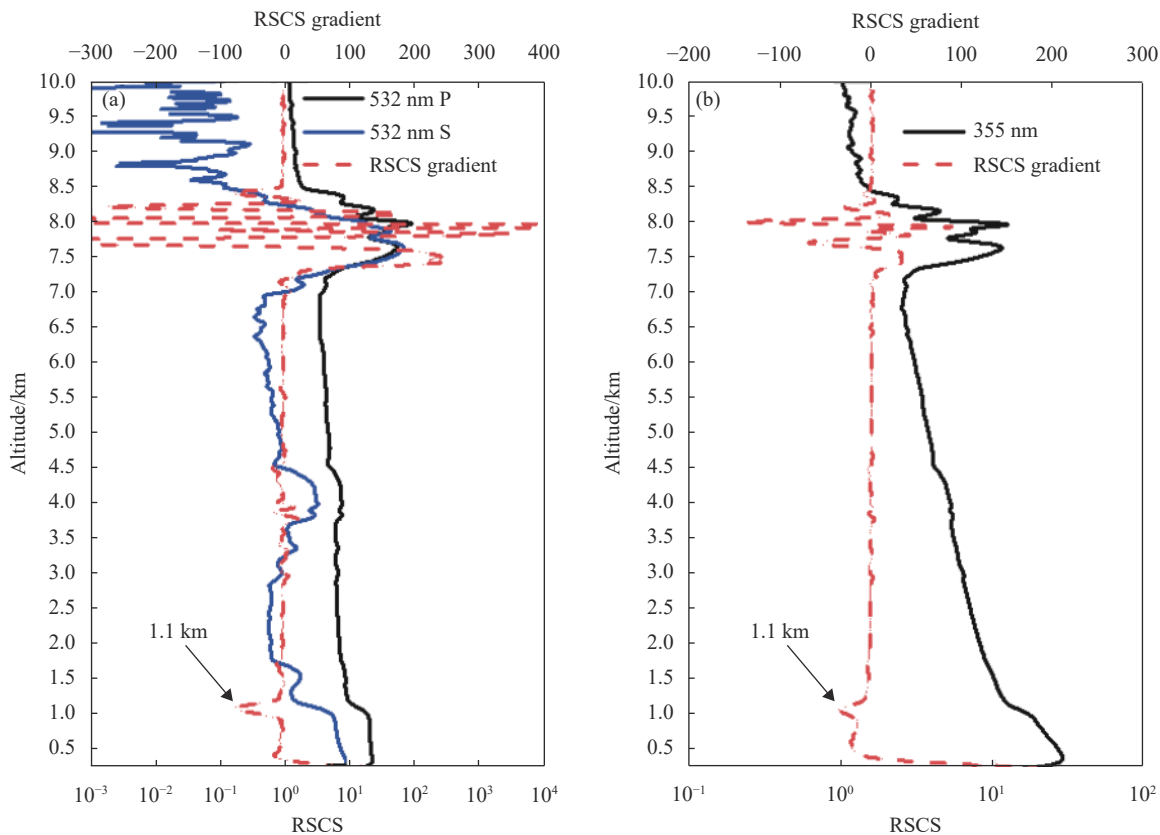 RSCS gradient
−300 −200 −100 0 100 200 300 400
10.0
9.5
9.0
8.5
8.0
7.5
7.0
6.5
6.0
5.5
5.0
4.5
4.0
3.5
3.0
2.5
2.0
1.5
1.0
0.5
Altitude/km
(a)
532 nm P
532 nm S
RSCS gradient
1.1 km
10⁻³ 10⁻² 10⁻¹ 10⁰ 10¹ 10² 10³ 10⁴
RSCS
RSCS gradient
−200 −100 0 100 200 300
10.0
9.5
9.0
8.5
8.0
7.5
7.0
6.5
6.0
5.5
5.0
4.5
4.0
3.5
3.0
2.5
2.0
1.5
1.0
0.5
Altitude/km
(b)
355 nm
RSCS gradient
1.1 km
10⁻¹ 10⁰ 10¹ 10²
RSCS